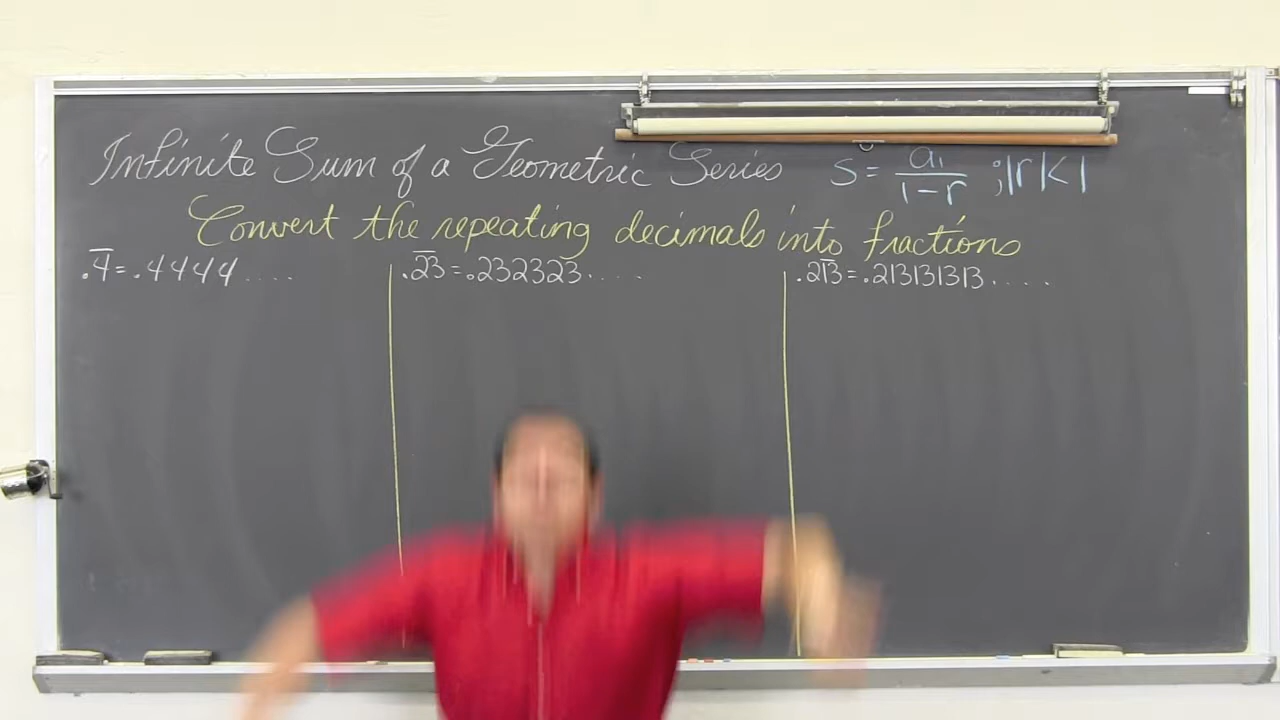 Infinite Sum of a Geometric Series S = a₁/(1-r) ; |r|<1
Convert the repeating decimals into fractions
.4̅ = .4444....
.2̅3̅ = .232323....
.21̅3̅ = .213131313....